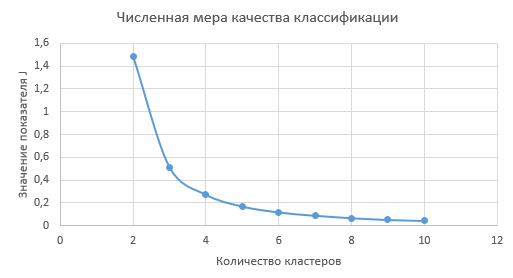 Численная мера качества классификации
1,6
1,4
1,2
1
0,8
0,6
0,4
0,2
0
Значение показателя J
0 2 4 6 8 10 12
Количество кластеров